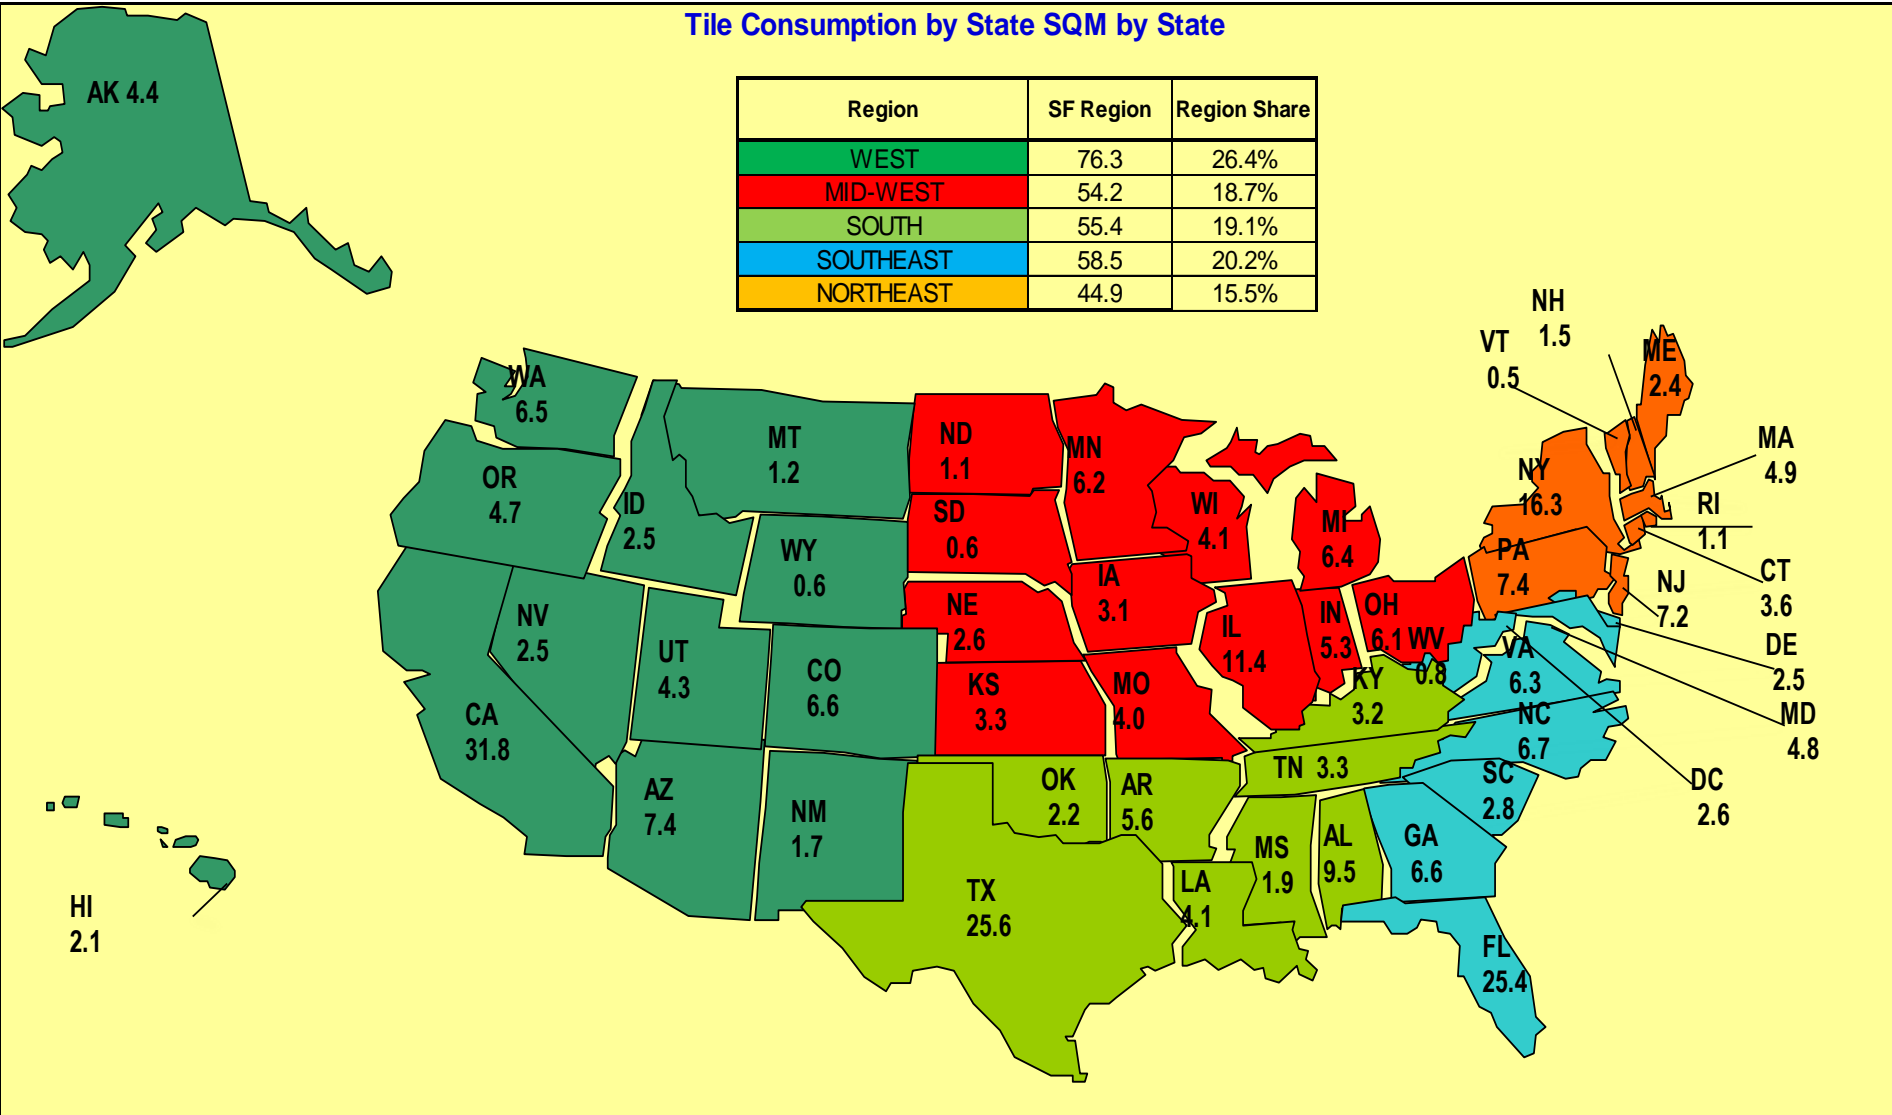 Tile Consumption by State SQM by State
Region SF Region Region Share
WEST 76.3 26.4%
MID-WEST 54.2 18.7%
SOUTH 55.4 19.1%
SOUTHEAST 58.5 20.2%
NORTHEAST 44.9 15.5%
AK 4.4
HI
2.1
WA
6.5
OR
4.7
ID
2.5
MT
1.2
WY
0.6
NV
2.5
UT
4.3
CO
6.6
CA
31.8
AZ
7.4
NM
1.7
ND
1.1
SD
0.6
NE
2.6
KS
3.3
MN
6.2
IA
3.1
MO
4.0
WI
4.1
IL
11.4
MI
6.4
IN
5.3
OH
6.1
WV
0.8
KY
3.2
TN 3.3
OK
2.2
AR
5.6
TX
25.6
LA
4.1
MS
1.9
AL
9.5
GA
6.6
FL
25.4
SC
2.8
NC
6.7
VA
6.3
PA
7.4
NY
16.3
VT
0.5
NH
1.5
ME
2.4
MA
4.9
RI
1.1
CT
3.6
NJ
7.2
DE
2.5
MD
4.8
DC
2.6